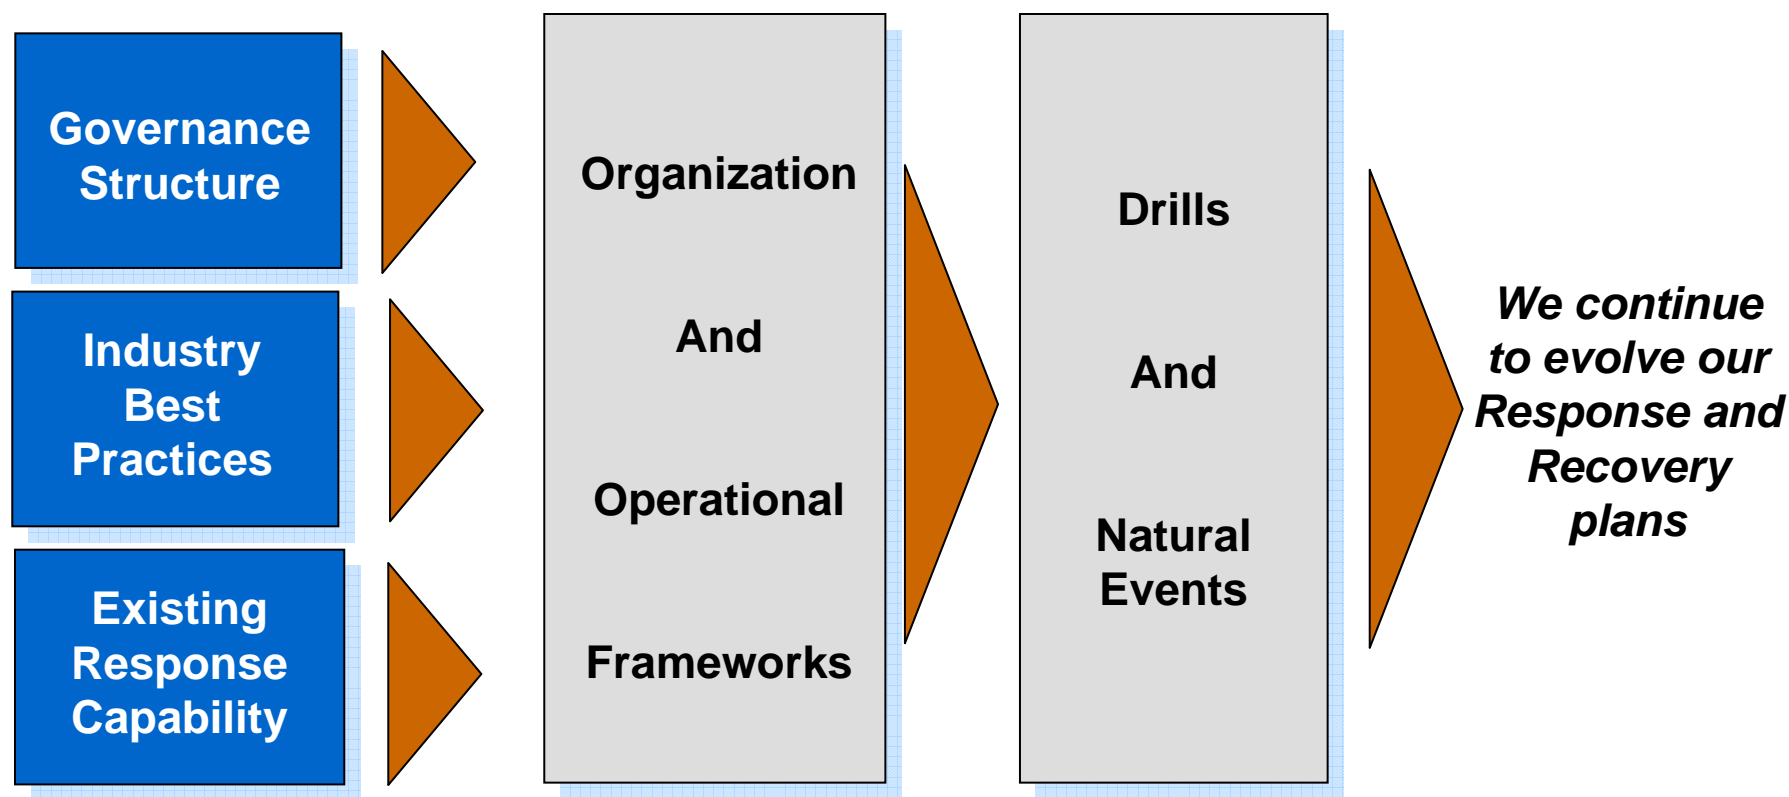 Governance
Structure
Industry
Best
Practices
Existing
Response
Capability
Organization
And
Operational
Frameworks
Drills
And
Natural
Events
We continue
to evolve our
Response and
Recovery
plans